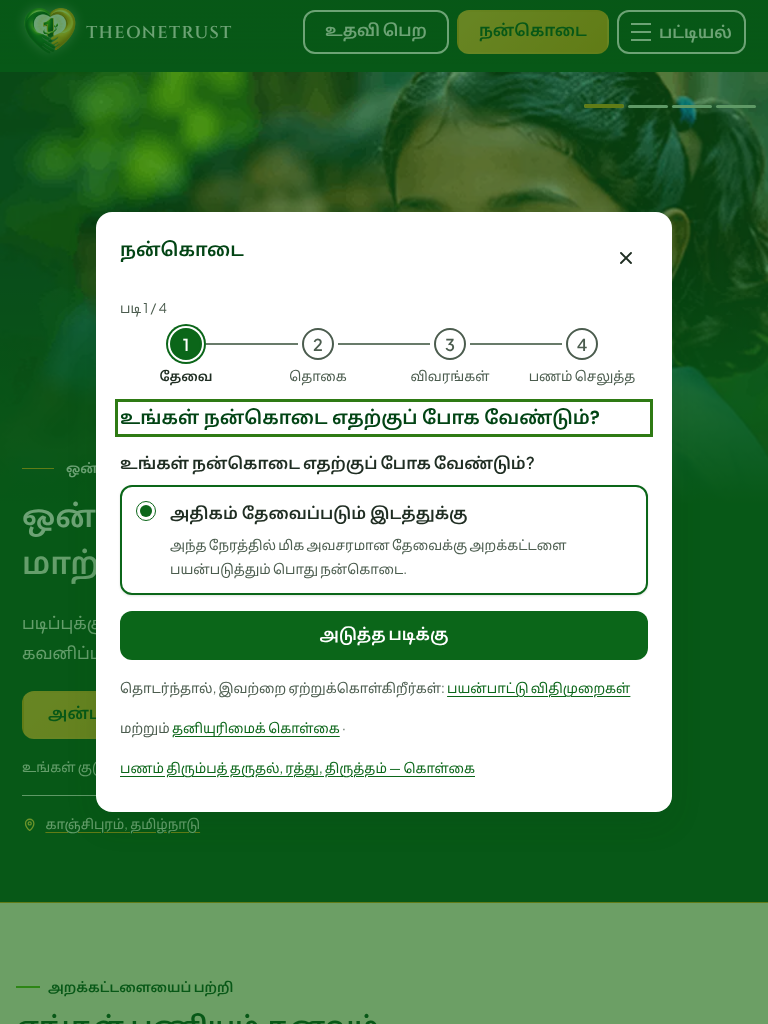 THEONETRUST
உதவி பெற
நன்கொடை
பட்டியல்
நன்கொடை
படி 1 / 4
1
2
3
4
தேவை
தொகை
விவரங்கள்
பணம் செலுத்த
உங்கள் நன்கொடை எதற்குப் போக வேண்டும்?
உங்கள் நன்கொடை எதற்குப் போக வேண்டும்?
அதிகம் தேவைப்படும் இடத்துக்கு
அந்த நேரத்தில் மிக அவசரமான தேவைக்கு அறக்கட்டளை
பயன்படுத்தும் பொது நன்கொடை.
அடுத்த படிக்கு
தொடர்ந்தால், இவற்றை ஏற்றுக்கொள்கிறீர்கள்: பயன்பாட்டு விதிமுறைகள்
மற்றும் தனியுரிமைக் கொள்கை ·
பணம் திரும்பத் தருதல், ரத்து, திருத்தம் — கொள்கை
உங்கள்
காஞ்சிபுரம், தமிழ்நாடு
அறக்கட்டளையைப் பற்றி